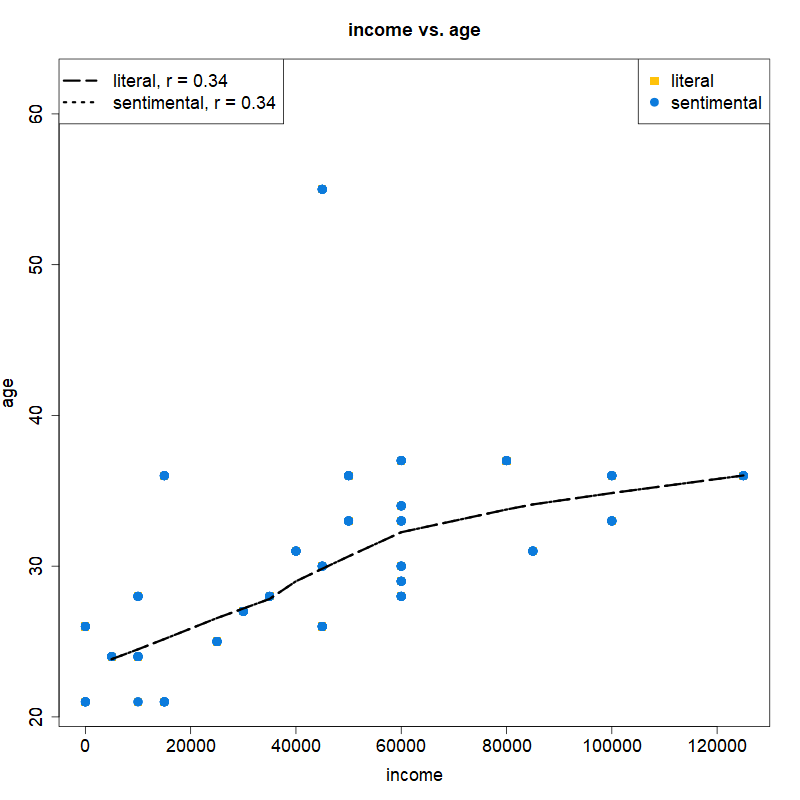 income vs. age
literal, r = 0.34
sentimental, r = 0.34
literal
sentimental
60
50
40
30
20
age
0 20000 40000 60000 80000 100000 120000
income